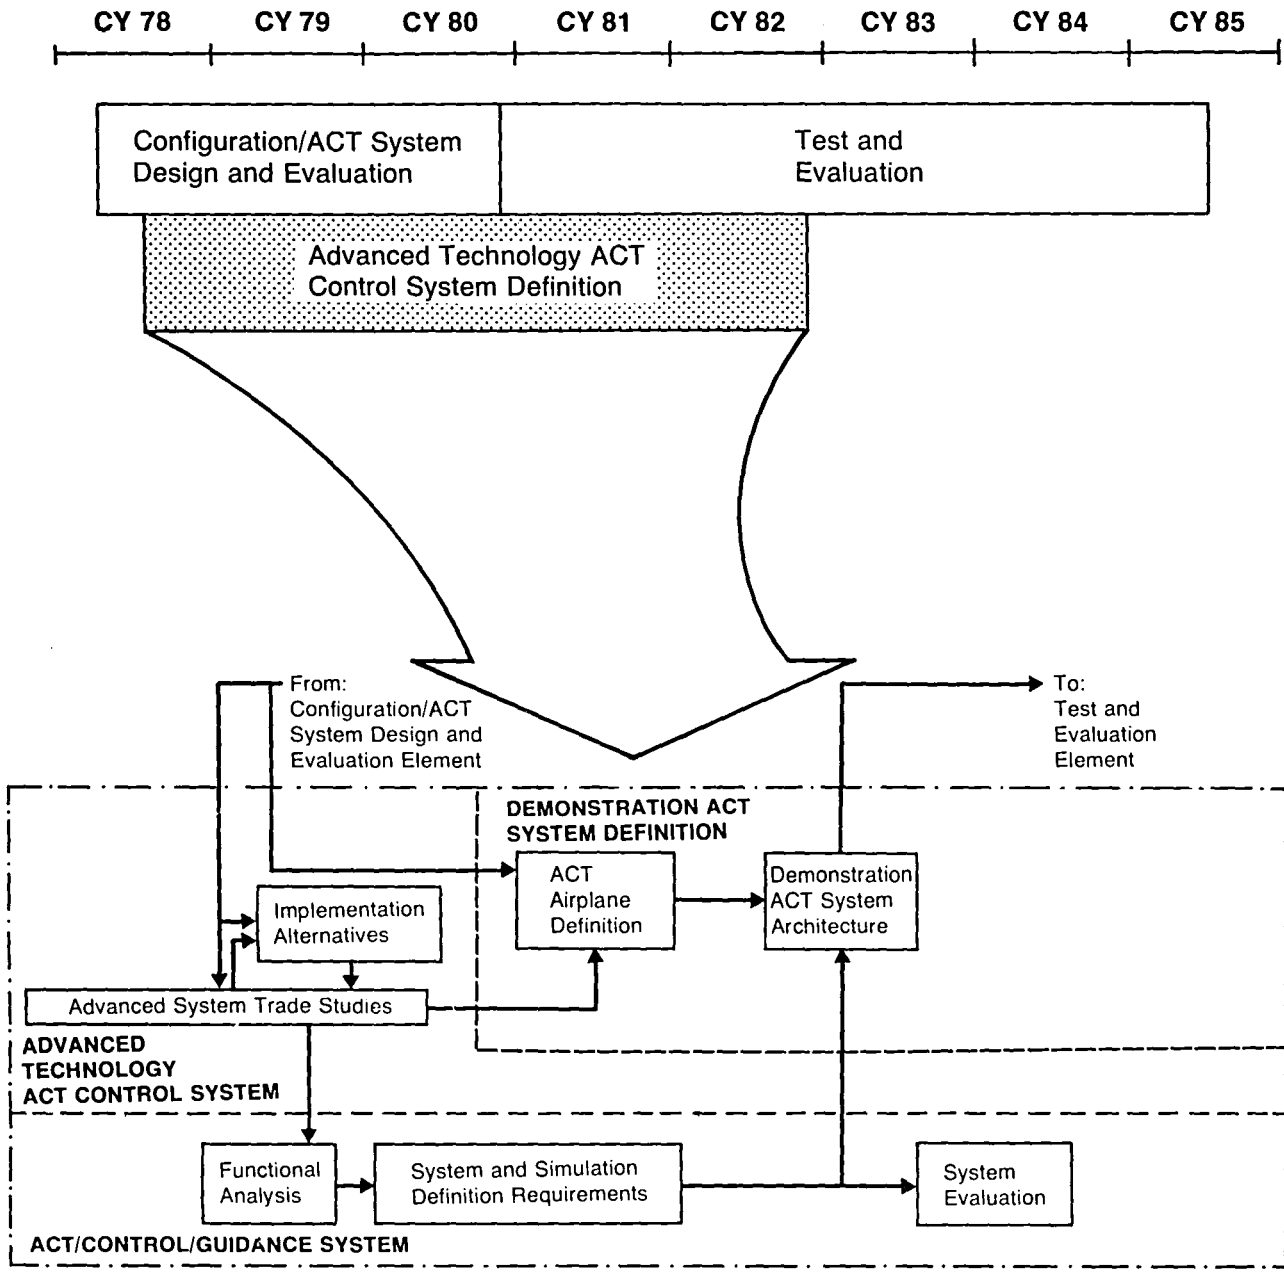 CY 78 CY 79 CY 80 CY 81 CY 82 CY 83 CY 84 CY 85
Configuration/ACT System
Design and Evaluation
Test and
Evaluation
Advanced Technology ACT
Control System Definition
From:
Configuration/ACT
System Design and
Evaluation Element
To:
Test and
Evaluation
Element
DEMONSTRATION ACT
SYSTEM DEFINITION
ACT
Airplane
Definition
Demonstration
ACT System
Architecture
Implementation
Alternatives
Advanced System Trade Studies
ADVANCED
TECHNOLOGY
ACT CONTROL SYSTEM
Functional
Analysis
System and Simulation
Definition Requirements
System
Evaluation
ACT/CONTROL/GUIDANCE SYSTEM